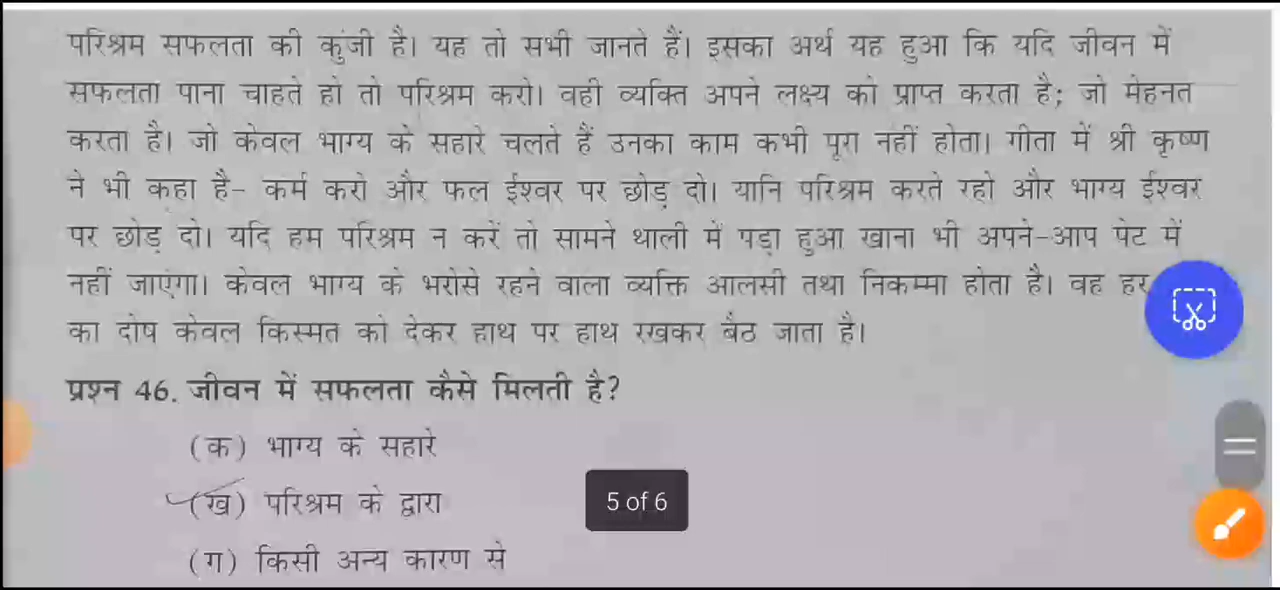 परिश्रम सफलता की कुंजी है। यह तो सभी जानते हैं। इसका अर्थ यह हुआ कि यदि जीवन में
सफलता पाना चाहते हो तो परिश्रम करो। वही व्यक्ति अपने लक्ष्य को प्राप्त करता है; जो मेहनत
करता है। जो केवल भाग्य के सहारे चलते हैं उनका काम कभी पूरा नहीं होता। गीता में श्री कृष्ण
ने भी कहा है- कर्म करो और फल ईश्वर पर छोड़ दो। यानि परिश्रम करते रहो और भाग्य ईश्वर
पर छोड़ दो। यदि हम परिश्रम न करें तो सामने थाली में पड़ा हुआ खाना भी अपने-आप पेट में
नहीं जाएगा। केवल भाग्य के भरोसे रहने वाला व्यक्ति आलसी तथा निकम्मा होता है। वह हर
का दोष केवल किस्मत को देकर हाथ पर हाथ रखकर बैठ जाता है।
प्रश्न 46. जीवन में सफलता कैसे मिलती है?
(क) भाग्य के सहारे
(ख) परिश्रम के द्वारा
5 of 6
(ग) किसी अन्य कारण से